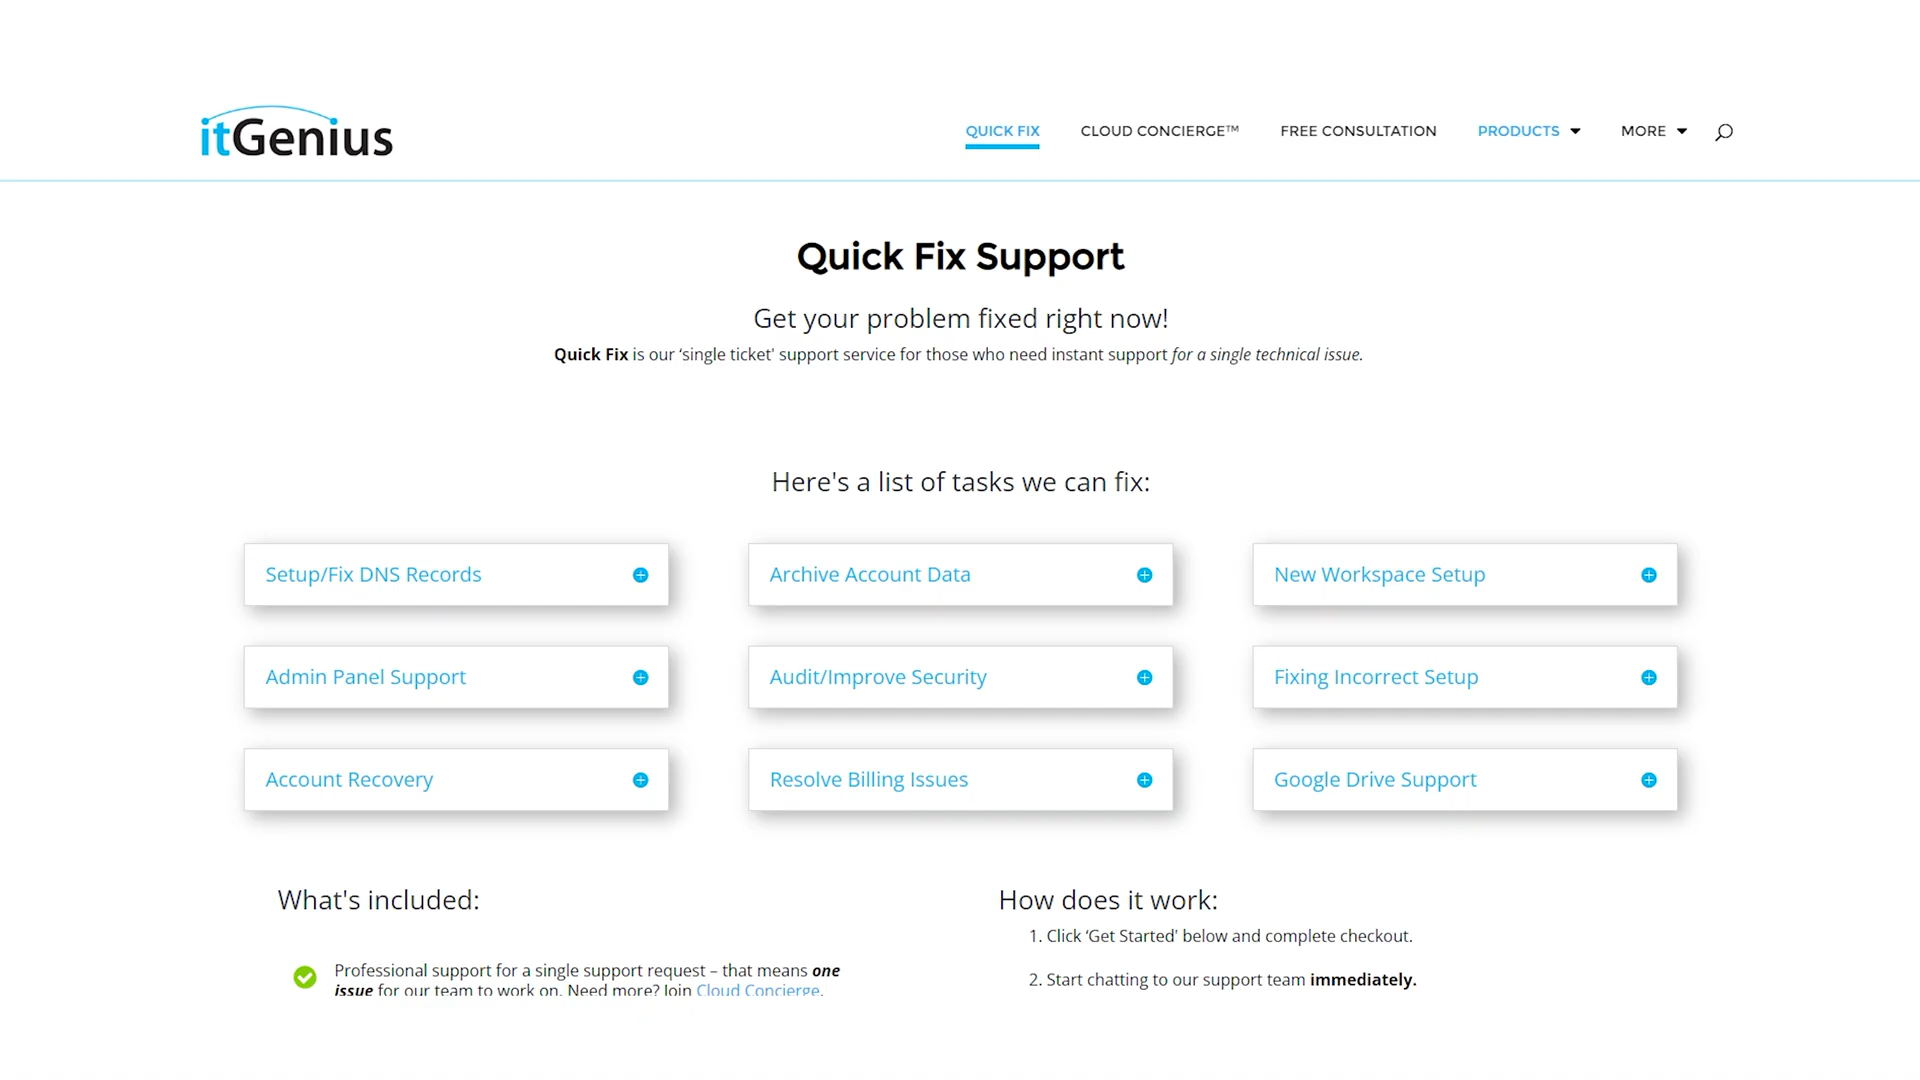 itGenius
QUICK FIX CLOUD CONCIERGE™ FREE CONSULTATION PRODUCTS MORE
Quick Fix Support
Get your problem fixed right now!
Quick Fix is our ‘single ticket' support service for those who need instant support for a single technical issue.
Here's a list of tasks we can fix:
Setup/Fix DNS Records
Archive Account Data
New Workspace Setup
Admin Panel Support
Audit/Improve Security
Fixing Incorrect Setup
Account Recovery
Resolve Billing Issues
Google Drive Support
What's included:
Professional support for a single support request – that means one
issue for our team to work on. Need more? Join Cloud Concierge.
How does it work:
1. Click ‘Get Started' below and complete checkout.
2. Start chatting to our support team immediately.